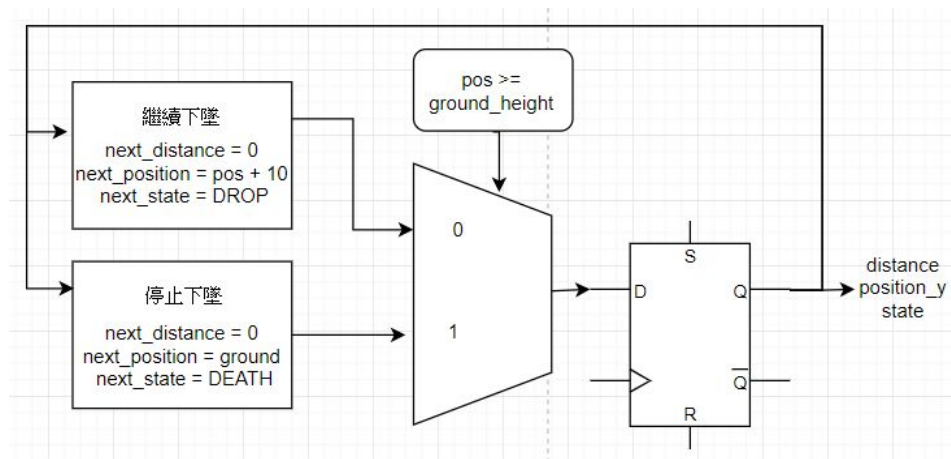 pos >=
ground_height
繼續下墜
next_distance = 0
next_position = pos + 10
next_state = DROP
停止下墜
next_distance = 0
next_position = ground
next_state = DEATH
0
1
S
D
Q
Q
R
distance
position_y
state